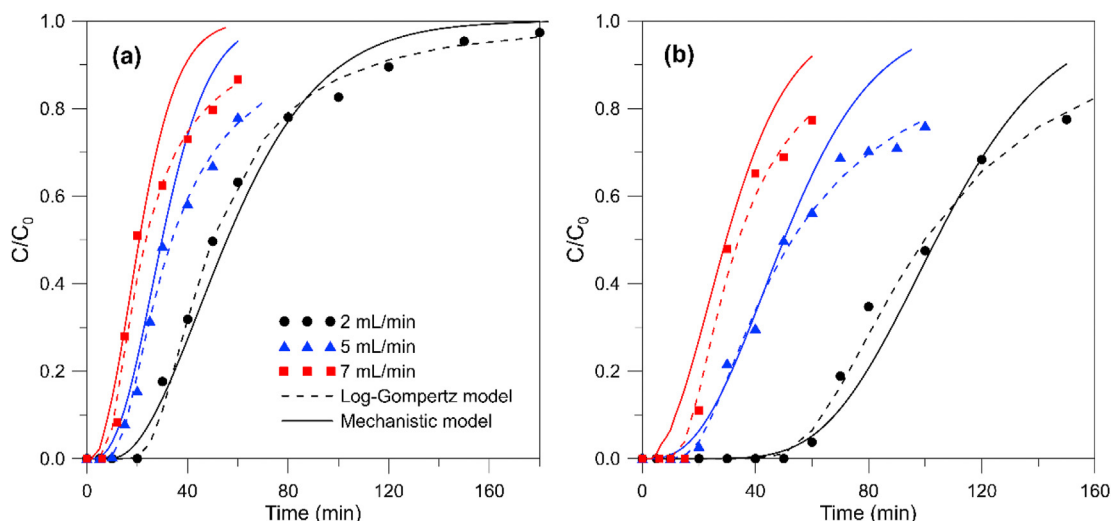 (a)
C/C0
1.0
0.8
0.6
0.4
0.2
0.0
0 40 80 120 160
Time (min)
2 mL/min
5 mL/min
7 mL/min
Log-Gompertz model
Mechanistic model
(b)
C/C0
1.0
0.8
0.6
0.4
0.2
0.0
0 40 80 120 160
Time (min)